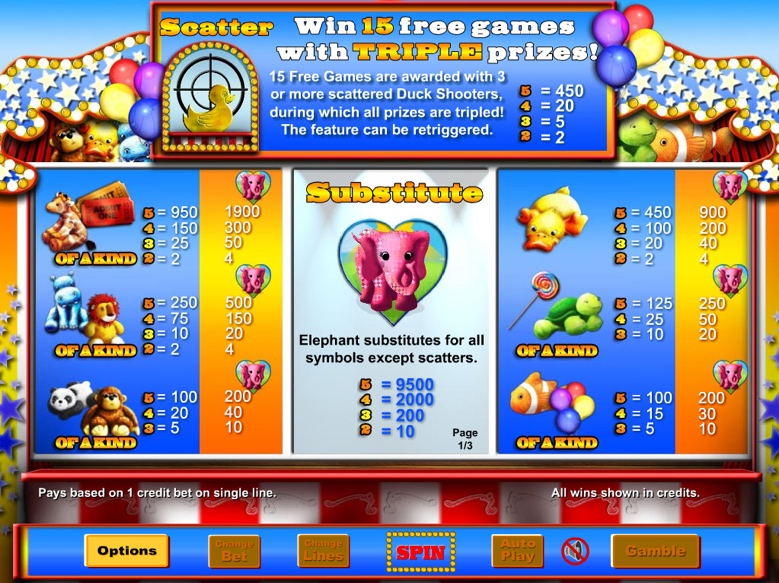 Scatter
Win 15 free games
with TRIPLE prizes!
15 Free Games are awarded with 3
or more scattered Duck Shooters,
during which all prizes are tripled!
The feature can be retriggered.
5 = 450
4 = 20
3 = 5
2 = 2
ADMIT ONE
ADMIT ONE
5 = 950 1900
4 = 150 300
3 = 25 50
2 = 2 4
OF A KIND
5 = 250 500
4 = 75 150
3 = 10 20
2 = 2 4
OF A KIND
5 = 100 200
4 = 20 40
3 = 5 10
OF A KIND
Substitute
Elephant substitutes for all
symbols except scatters.
5 = 9500
4 = 2000
3 = 200
2 = 10
Page
1/3
5 = 450 900
4 = 100 200
3 = 20 40
2 = 2 4
OF A KIND
5 = 125 250
4 = 25 50
3 = 10 20
OF A KIND
5 = 100 200
4 = 15 30
3 = 5 10
OF A KIND
Pays based on 1 credit bet on single line.
All wins shown in credits.
Options
Change
Bet
Change
Lines
SPIN
Auto
Play
Gamble